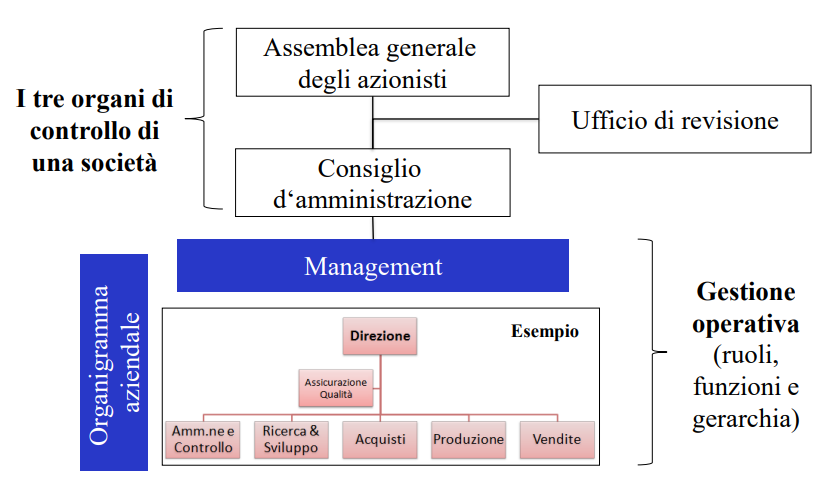 Assemblea generale
degli azionisti
I tre organi di
controllo di
una società
Ufficio di revisione
Consiglio
d‘amministrazione
Management
Organigramma
aziendale
Esempio
Direzione
Assicurazione
Qualità
Amm.ne e
Controllo
Ricerca &
Sviluppo
Acquisti
Produzione
Vendite
Gestione
operativa
(ruoli,
funzioni e
gerarchia)